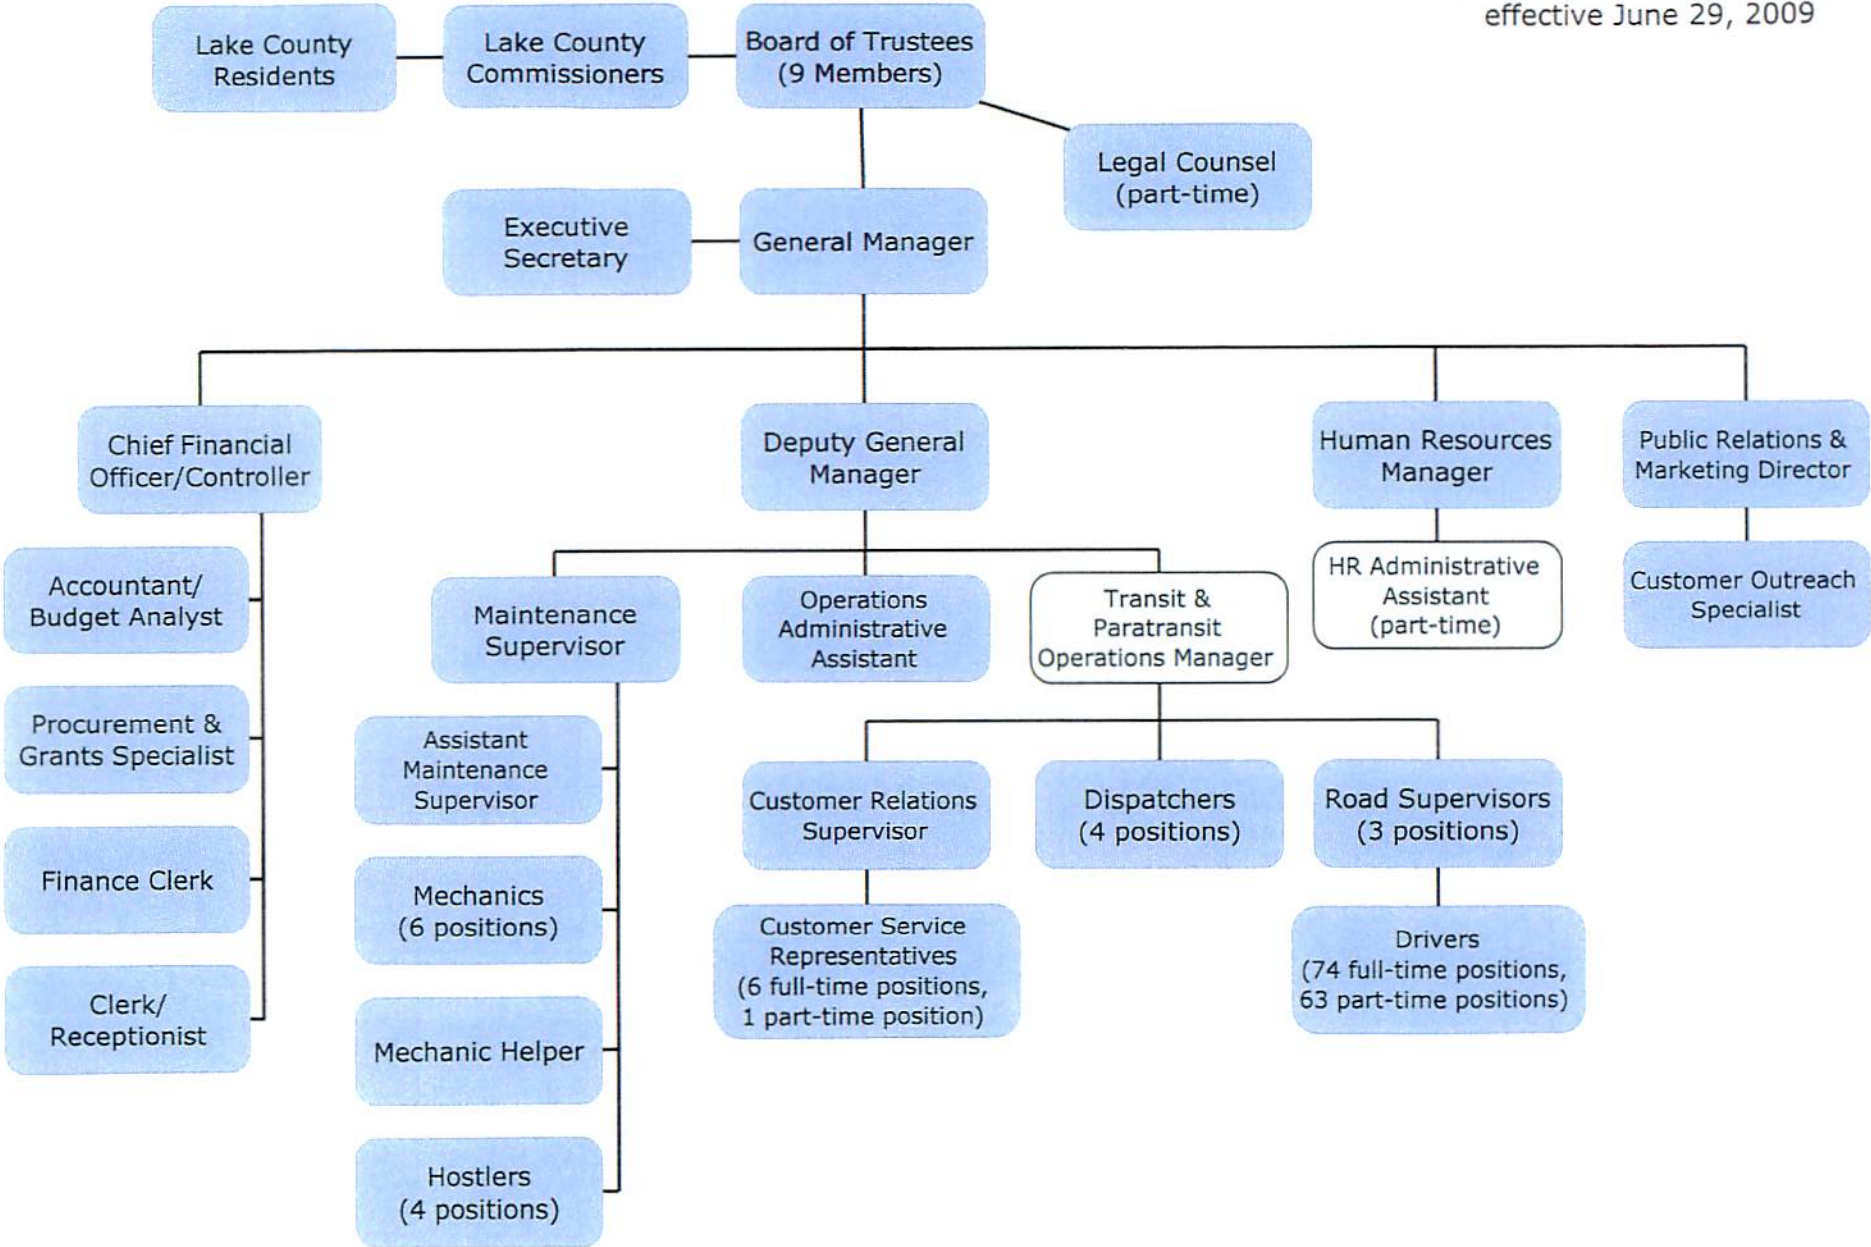 effective June 29, 2009
Lake County
Residents
Lake County
Commissioners
Board of Trustees
(9 Members)
Legal Counsel
(part-time)
Executive
Secretary
General Manager
Chief Financial
Officer/Controller
Deputy General
Manager
Human Resources
Manager
Public Relations &
Marketing Director
Accountant/
Budget Analyst
Procurement &
Grants Specialist
Finance Clerk
Clerk/
Receptionist
Maintenance
Supervisor
Operations
Administrative
Assistant
Transit &
Paratransit
Operations Manager
HR Administrative
Assistant
(part-time)
Customer Outreach
Specialist
Assistant
Maintenance
Supervisor
Mechanics
(6 positions)
Mechanic Helper
Hostlers
(4 positions)
Customer Relations
Supervisor
Dispatchers
(4 positions)
Road Supervisors
(3 positions)
Customer Service
Representatives
(6 full-time positions,
1 part-time position)
Drivers
(74 full-time positions,
63 part-time positions)